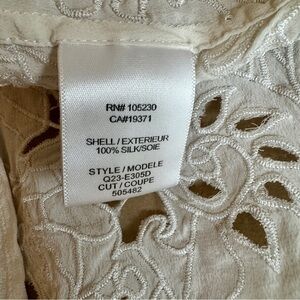 RN# 105230
CA#19371
SHELL / EXTERIEUR
100% SILK/SOIE
STYLE / MODELE
Q23-E305D
CUT / COUPE
505482